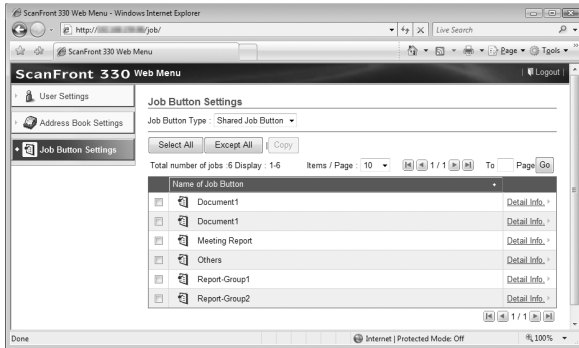 ScanFront 330 Web Menu - Windows Internet Explorer
http:// /job/
Live Search
ScanFront 330 Web Menu
Page Tools
ScanFront 330 Web Menu
Logout
User Settings
Address Book Settings
Job Button Settings
Job Button Settings
Job Button Type : Shared Job Button
Select All Except All | Copy
Total number of jobs :6 Display : 1-6 Items / Page : 10 1 / 1 To Page Go
Name of Job Button
Document1 Detail Info.
Document1 Detail Info.
Meeting Report Detail Info.
Others Detail Info.
Report-Group1 Detail Info.
Report-Group2 Detail Info.
1 / 1
Done Internet | Protected Mode: Off 100%